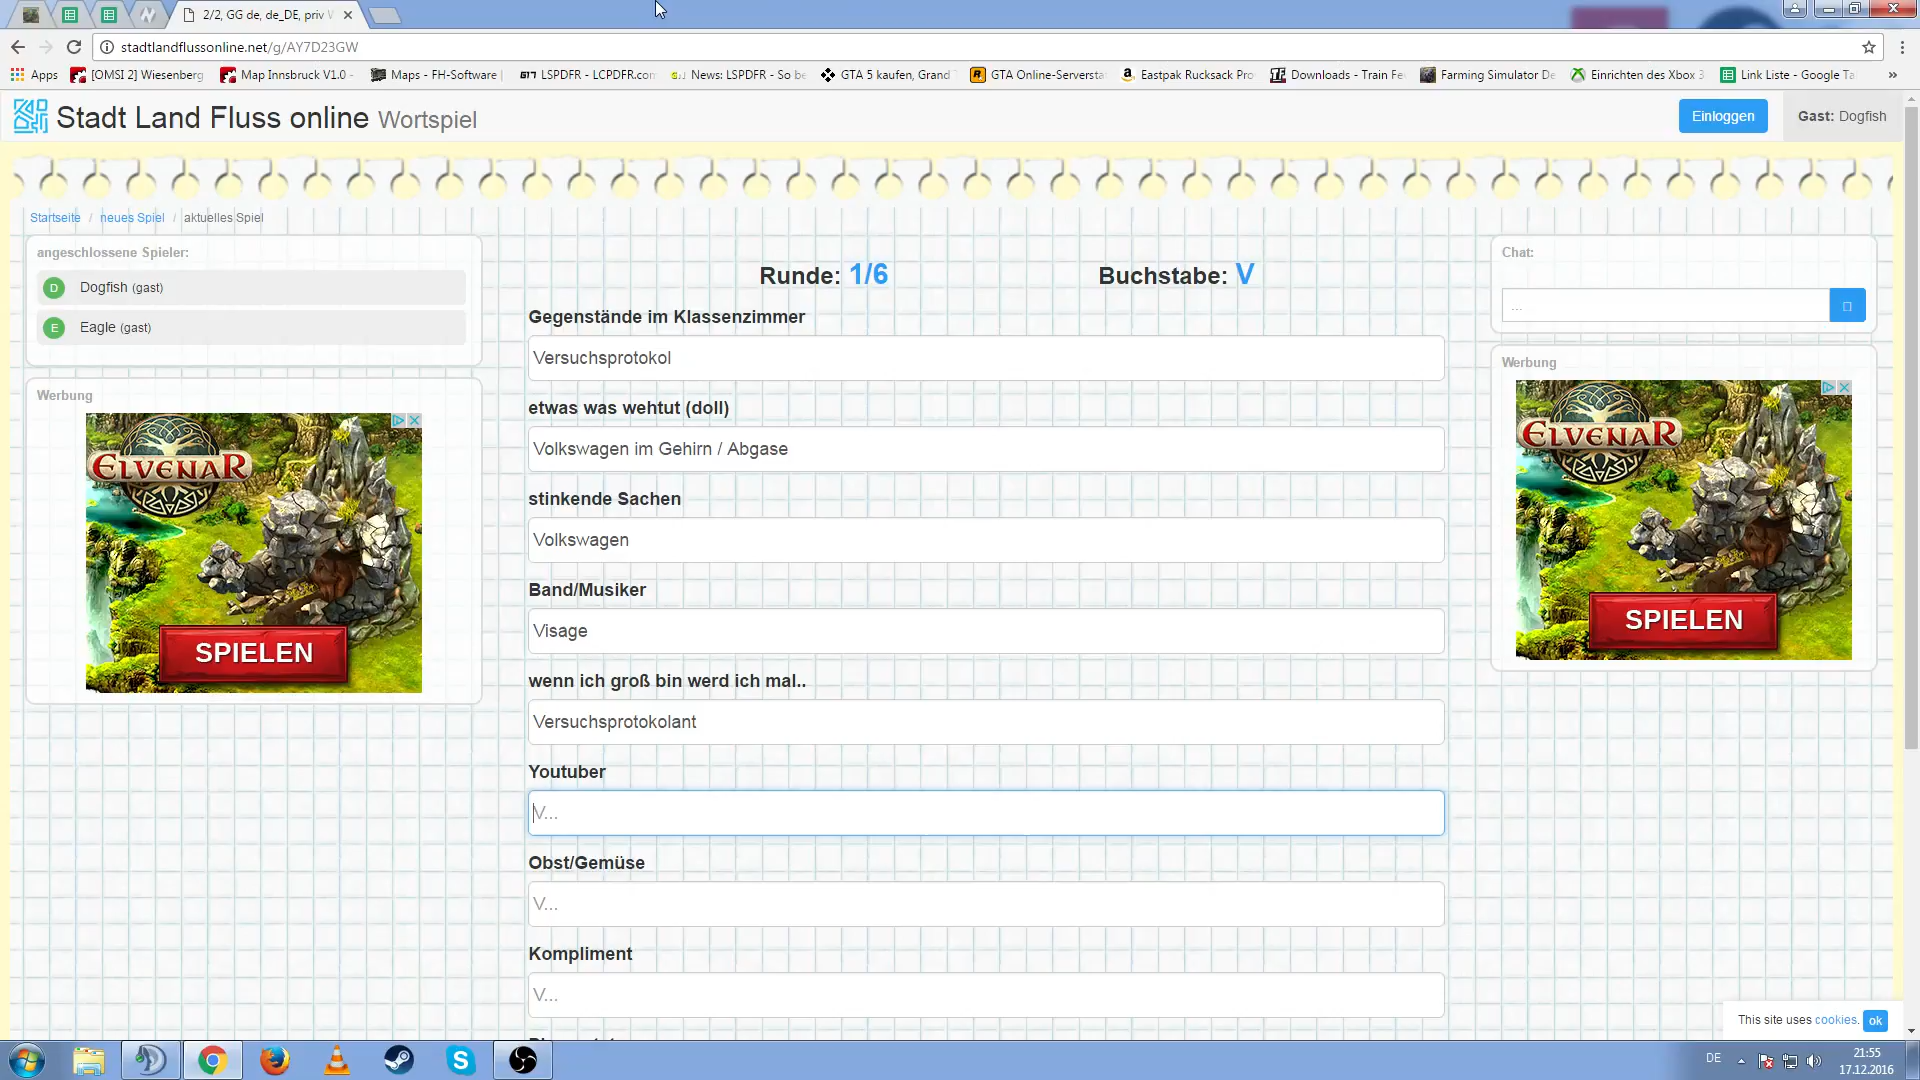 2/2, GG de, de_DE, priv W
stadtlandflussonline.net/g/AY7D23GW
Apps
[OMSI 2] Wiesenberg
Map Innsbruck V1.0 -
Maps - FH-Software
LSPDFR - LCPDFR.com
News: LSPDFR - So be
GTA 5 kaufen, Grand
GTA Online-Serversta
Eastpak Rucksack Pro
Downloads - Train Fe
Farming Simulator De
Einrichten des Xbox 3
Link Liste - Google Ta
Stadt Land Fluss online Wortspiel
Einloggen
Gast: Dogfish
Startseite / neues Spiel / aktuelles Spiel
angeschlossene Spieler:
D Dogfish (gast)
E Eagle (gast)
Werbung
ELVENAR
SPIELEN
Runde: 1/6
Buchstabe: V
Gegenstände im Klassenzimmer
Versuchsprotokol
etwas was wehtut (doll)
Volkswagen im Gehirn / Abgase
stinkende Sachen
Volkswagen
Band/Musiker
Visage
wenn ich groß bin werd ich mal..
Versuchsprotokolant
Youtuber
V...
Obst/Gemüse
V...
Kompliment
V...
Chat:
...
Werbung
ELVENAR
SPIELEN
This site uses cookies. ok
DE
21:55
17.12.2016